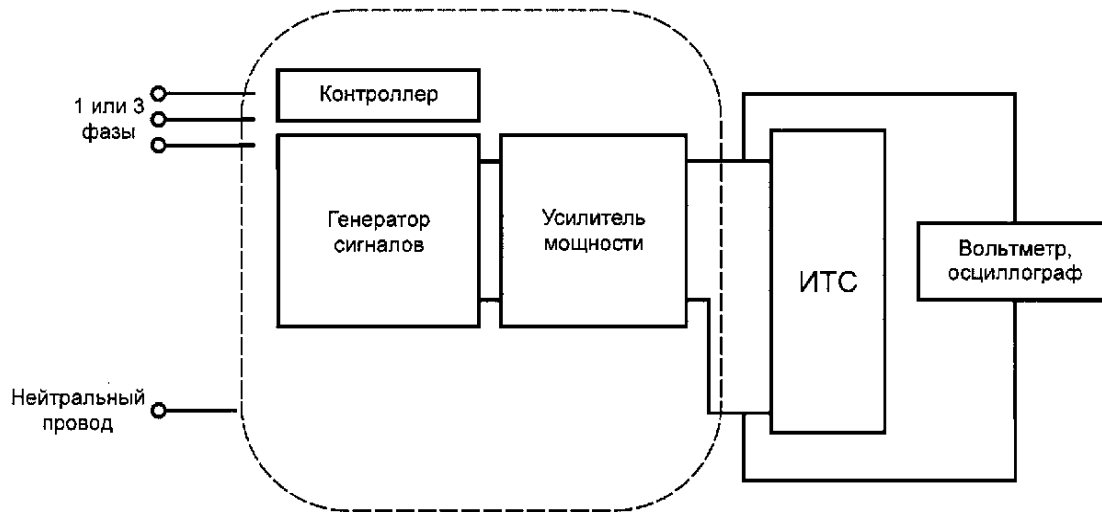 1 или 3
фазы
Контроллер
Генератор
сигналов
Усилитель
мощности
ИТС
Вольтметр,
осциллограф
Нейтральный
провод